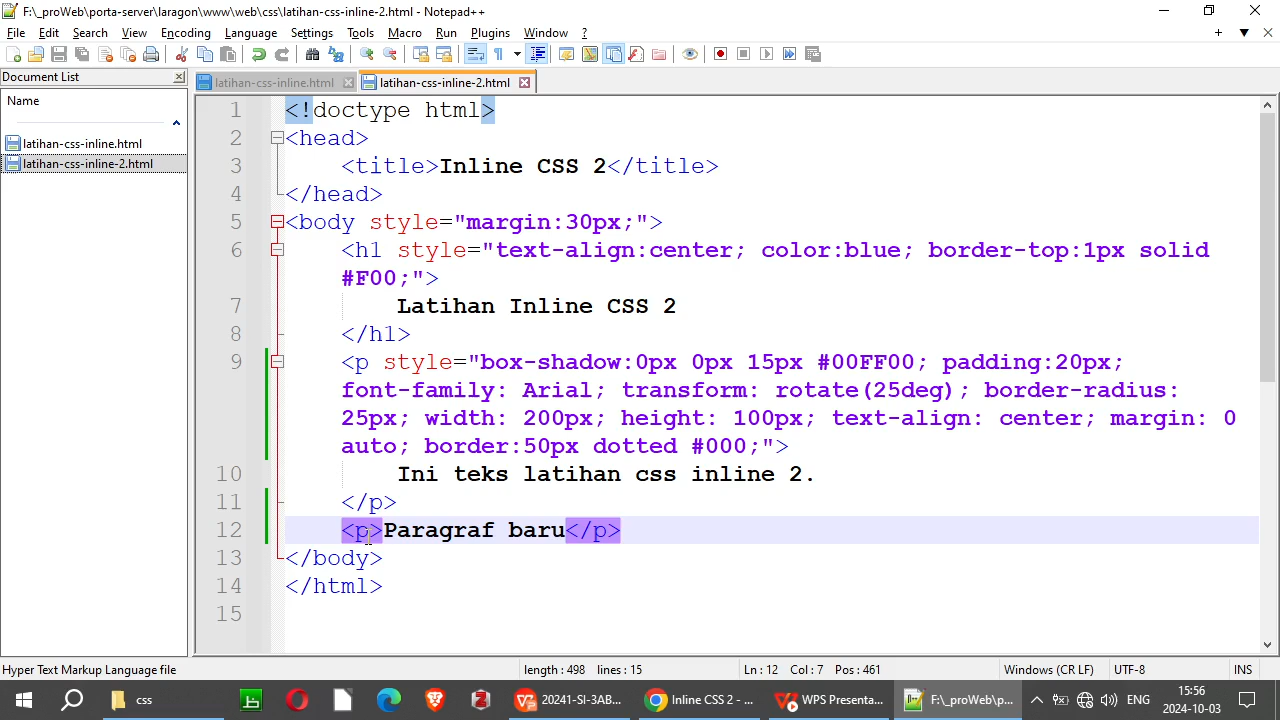 F:\_proWeb\porta-server\laragon\www\web\css\latihan-css-inline-2.html - Notepad++
File Edit Search View Encoding Language Settings Tools Macro Run Plugins Window ?
Document List
latihan-css-inline.html latihan-css-inline-2.html
Name
latihan-css-inline.html
latihan-css-inline-2.html
1 <!doctype html>
2 <head>
3 <title>Inline CSS 2</title>
4 </head>
5 <body style="margin:30px;">
6 <h1 style="text-align:center; color:blue; border-top:1px solid
#F00;">
7 Latihan Inline CSS 2
8 </h1>
9 <p style="box-shadow:0px 0px 15px #00FF00; padding:20px;
font-family: Arial; transform: rotate(25deg); border-radius:
25px; width: 200px; height: 100px; text-align: center; margin: 0
auto; border:50px dotted #000;">
10 Ini teks latihan css inline 2.
11 </p>
12 <p>Paragraf baru</p>
13 </body>
14 </html>
15
Hyper Text Markup Language file length : 498 lines : 15 Ln : 12 Col : 7 Pos : 461 Windows (CR LF) UTF-8 INS
css 20241-SI-3AB... Inline CSS 2 - ... WPS Presenta... F:\_proWeb\p... ENG 15:56
2024-10-03